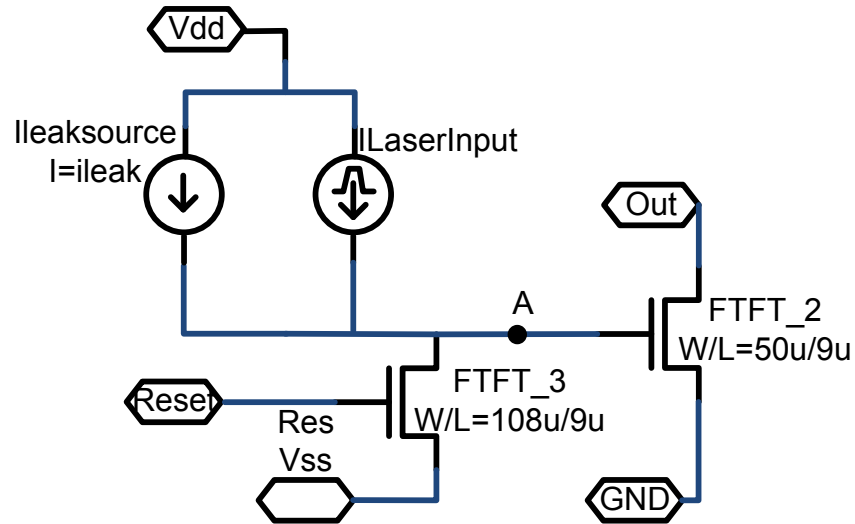 Vdd
Ileaksource
I=ileak
ILaserInput
Out
A
FTFT_2
W/L=50u/9u
FTFT_3
W/L=108u/9u
Reset
Res
Vss
GND